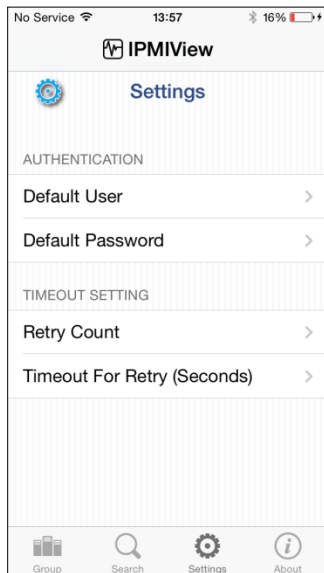 No Service 13:57 16%
IPMIView
Settings
AUTHENTICATION
Default User
Default Password
TIMEOUT SETTING
Retry Count
Timeout For Retry (Seconds)
Group Search Settings About